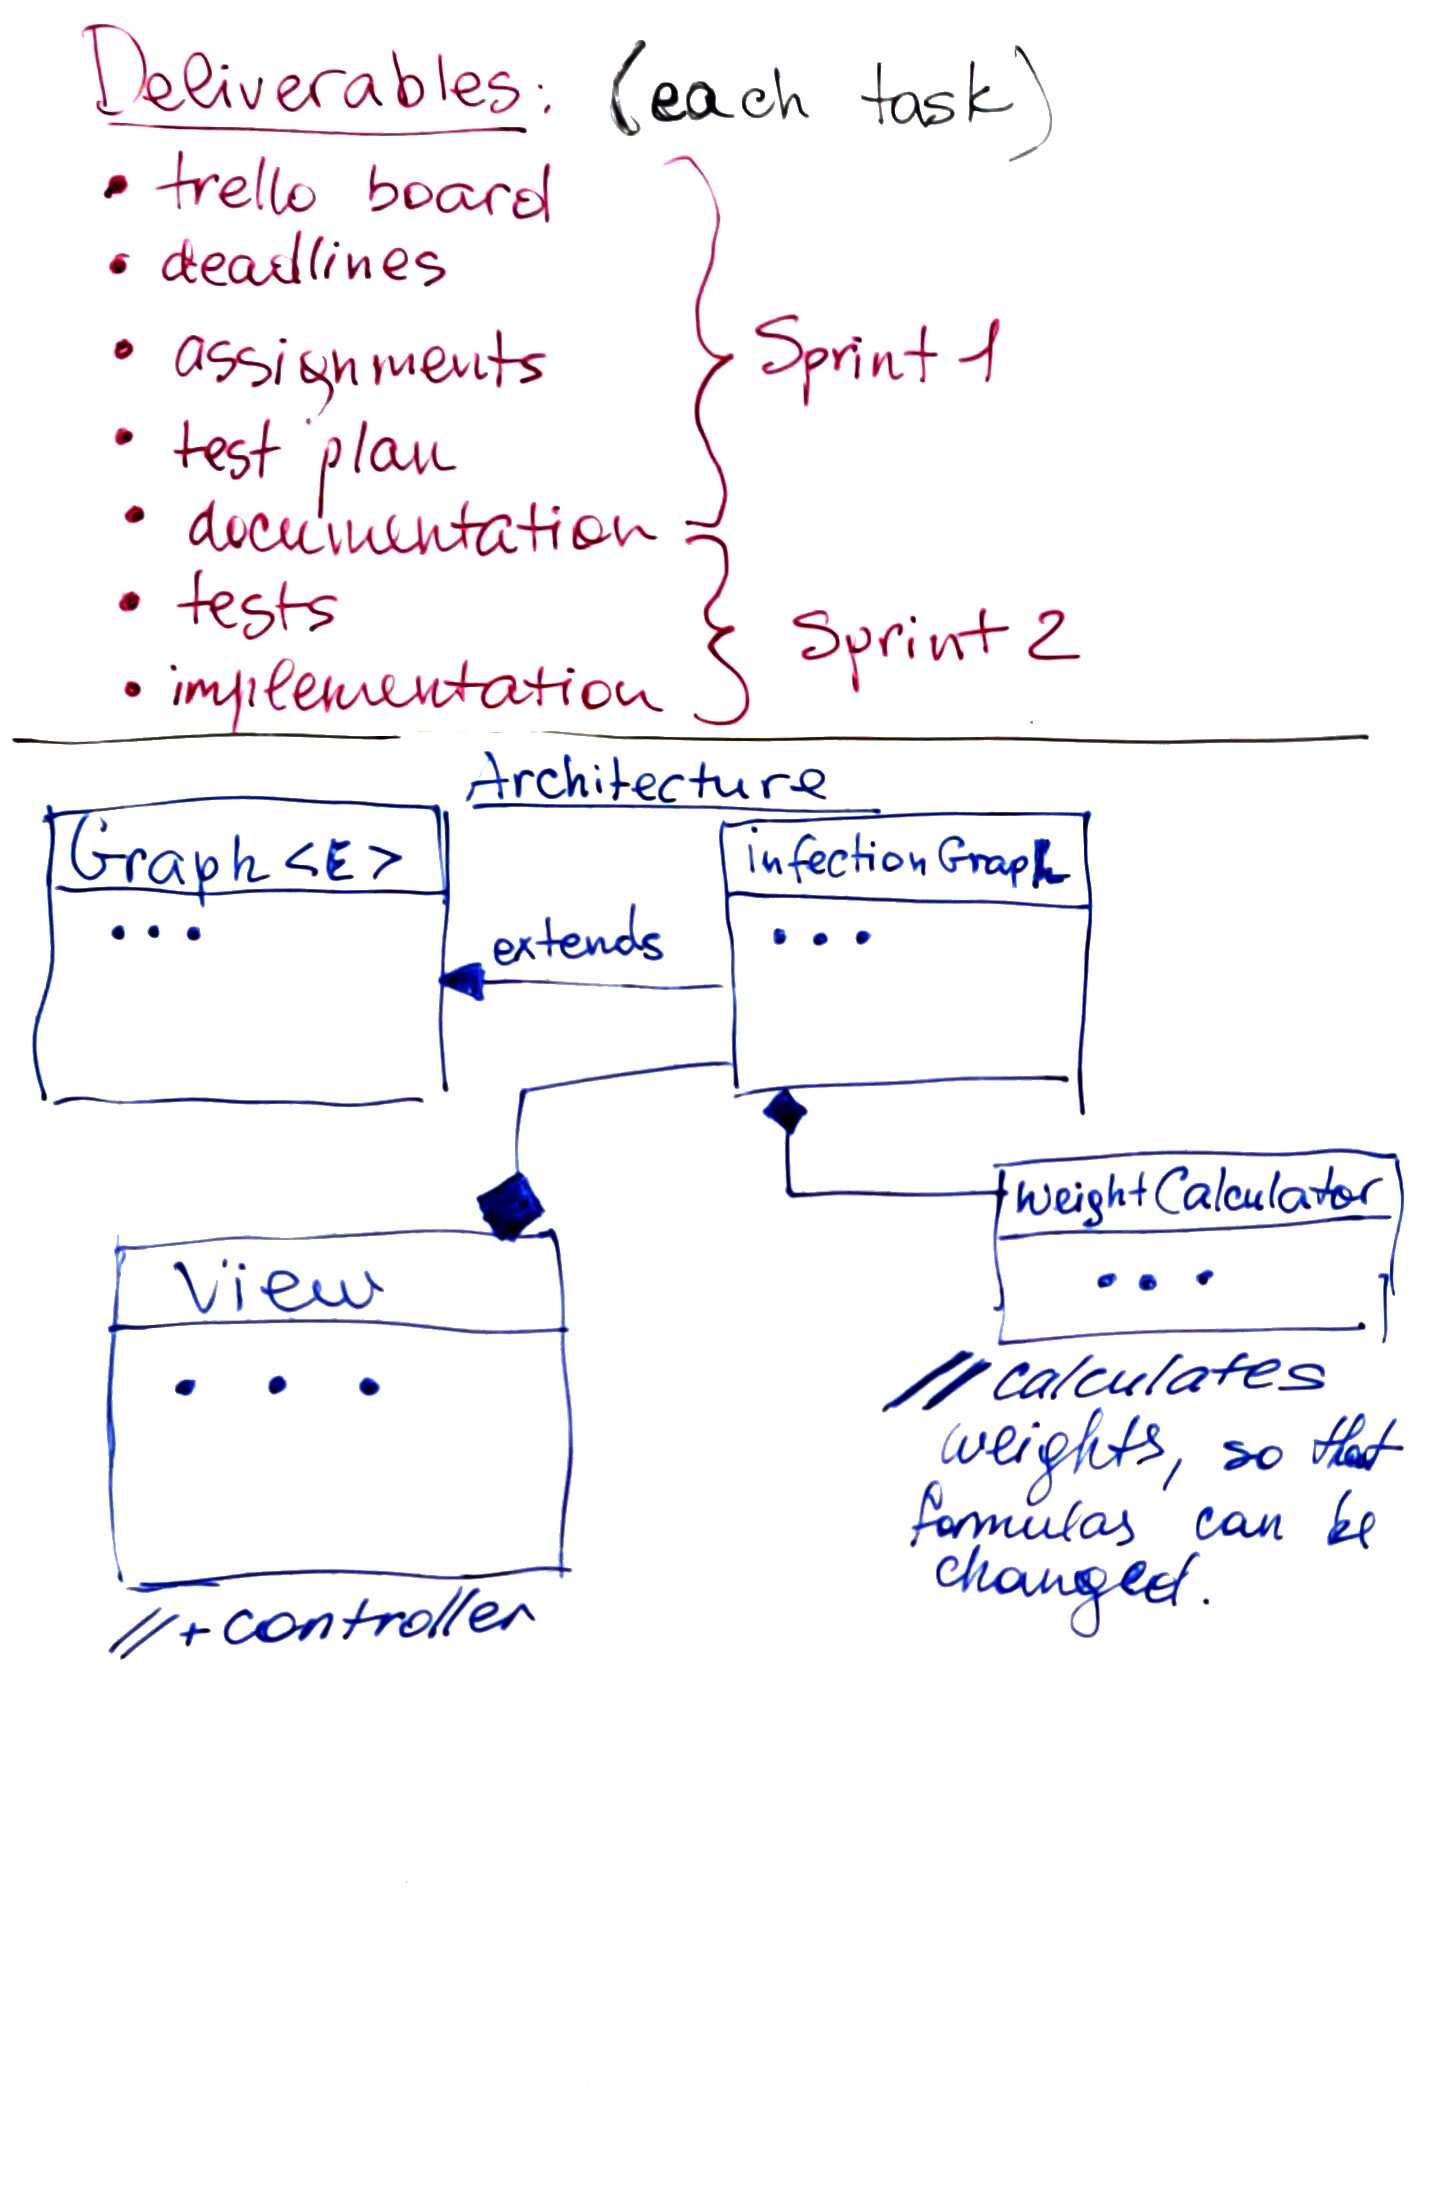 Deliverables: (each task)
• trello board
• deadlines
• assignments
Sprint 1
• test plan
• documentation
• tests
Sprint 2
• implementation
Architecture
Graph <E>
• • •
infectionGraph
• • •
extends
WeightCalculator
• • •
View
• • •
// calculates
weights, so that
formulas can be
changed.
//+controller